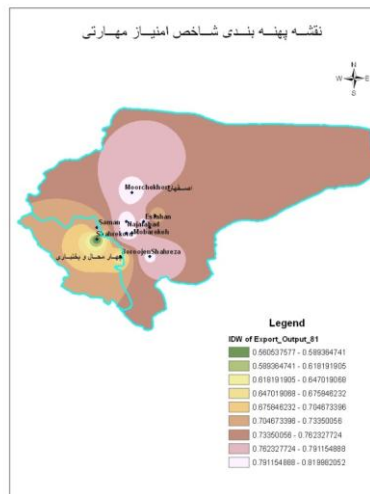 نقشه پهنه بندی شاخص امتیاز مهارتی
N
W E
S
Moorchekhort اصفهان
Esfahan
Saman Najafabad
Shahrekord Mobarakeh
Boroojen Shahreza
چهار محال و بختیاری
Legend
IDW of Export_Output_81
0.560537577 - 0.589364741
0.589364741 - 0.618191905
0.618191905 - 0.647019068
0.647019068 - 0.675846232
0.675846232 - 0.704673396
0.704673396 - 0.73350056
0.73350056 - 0.762327724
0.762327724 - 0.791154888
0.791154888 - 0.819982052